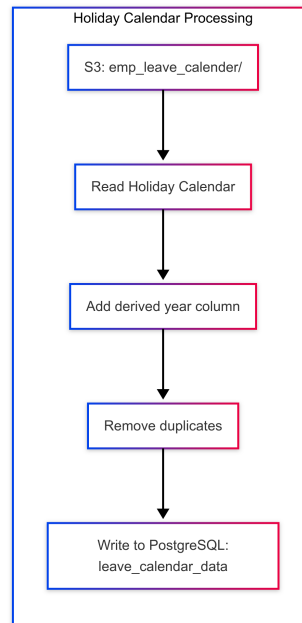 Holiday Calendar Processing
S3: emp_leave_calender/
Read Holiday Calendar
Add derived year column
Remove duplicates
Write to PostgreSQL:
leave_calendar_data